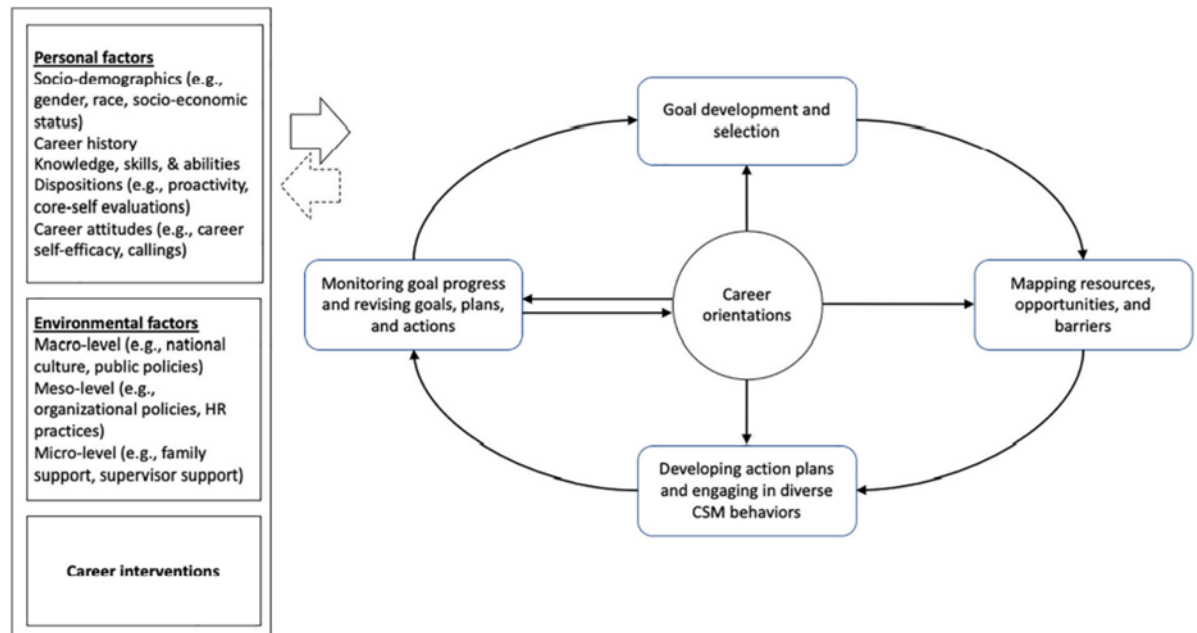 Personal factors
Socio-demographics (e.g.,
gender, race, socio-economic
status)
Career history
Knowledge, skills, & abilities
Dispositions (e.g., proactivity,
core-self evaluations)
Career attitudes (e.g., career
self-efficacy, callings)
Environmental factors
Macro-level (e.g., national
culture, public policies)
Meso-level (e.g.,
organizational policies, HR
practices)
Micro-level (e.g., family
support, supervisor support)
Career interventions
Goal development and
selection
Monitoring goal progress
and revising goals, plans,
and actions
Career
orientations
Mapping resources,
opportunities, and
barriers
Developing action plans
and engaging in diverse
CSM behaviors